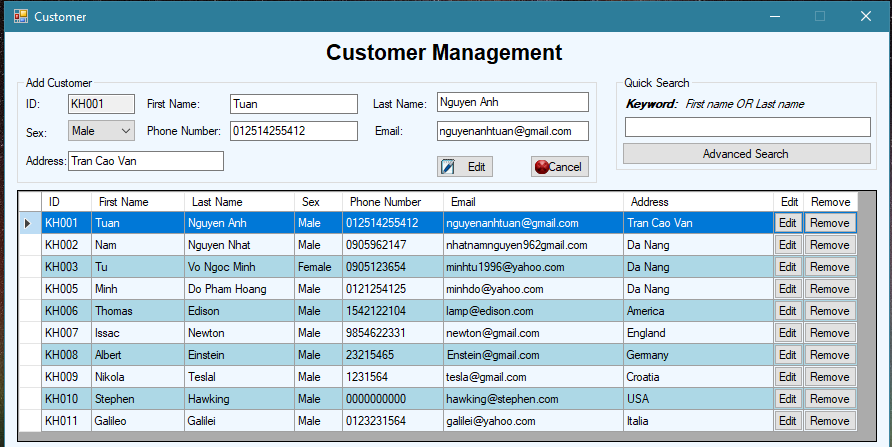 Customer
Customer Management
Add Customer
ID: KH001 First Name: Tuan Last Name: Nguyen Anh
Sex: Male Phone Number: 012514255412 Email: nguyenanhtuan@gmail.com
Address: Tran Cao Van Edit Cancel
Quick Search
Keyword: First name OR Last name
Advanced Search
ID First Name Last Name Sex Phone Number Email Address Edit Remove
KH001 Tuan Nguyen Anh Male 012514255412 nguyenanhtuan@gmail.com Tran Cao Van Edit Remove
KH002 Nam Nguyen Nhat Male 0905962147 nhatnamnguyen962gmail.com Da Nang Edit Remove
KH003 Tu Vo Ngoc Minh Female 0905123654 minhtu1996@yahoo.com Da Nang Edit Remove
KH005 Minh Do Pham Hoang Male 0121254125 minhdo@yahoo.com Da Nang Edit Remove
KH006 Thomas Edison Male 1542122104 lamp@edison.com America Edit Remove
KH007 Issac Newton Male 9854622331 newton@gmail.com England Edit Remove
KH008 Albert Einstein Male 23215465 Enstein@gmail.com Germany Edit Remove
KH009 Nikola Teslal Male 1231564 tesla@gmail.com Croatia Edit Remove
KH010 Stephen Hawking Male 0000000000 hawking@stephen.com USA Edit Remove
KH011 Galileo Galilei Male 0123231564 galilei@yahoo.com Italia Edit Remove